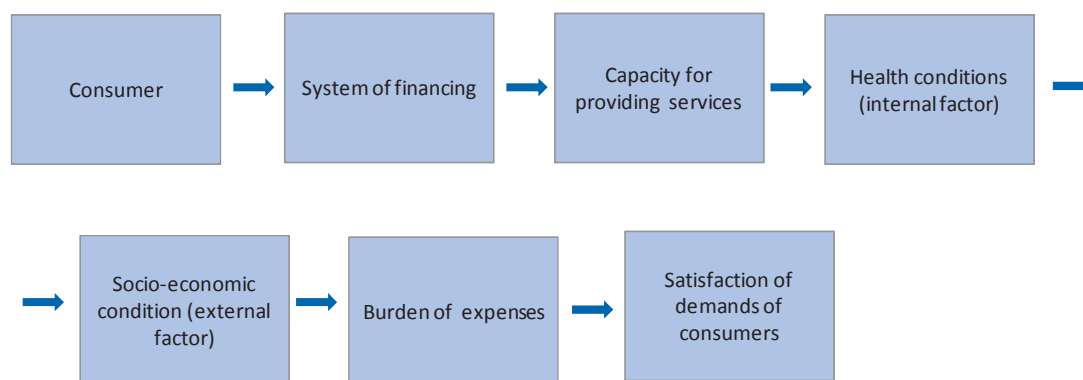 Consumer
System of financing
Capacity for
providing services
Health conditions
(internal factor)
Socio-economic
condition (external
factor)
Burden of expenses
Satisfaction of
demands of
consumers